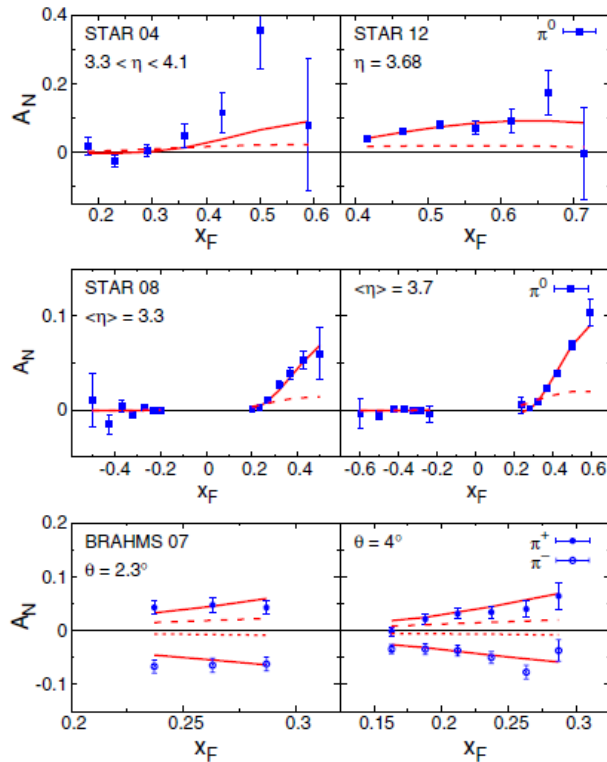 STAR 04
3.3 < η < 4.1
STAR 12
η = 3.68
π⁰
A_N
0.4
0.2
0
0.2 0.3 0.4 0.5 0.6
0.4 0.5 0.6 0.7
x_F
x_F
STAR 08
<η> = 3.3
<η> = 3.7
π⁰
A_N
0.1
0
-0.4 -0.2 0 0.2 0.4
-0.6 -0.4 -0.2 0 0.2 0.4 0.6
x_F
x_F
BRAHMS 07
θ = 2.3°
θ = 4°
π⁺
π⁻
A_N
0.2
0.1
0
-0.1
0.2 0.25 0.3
0.15 0.2 0.25 0.3
x_F
x_F